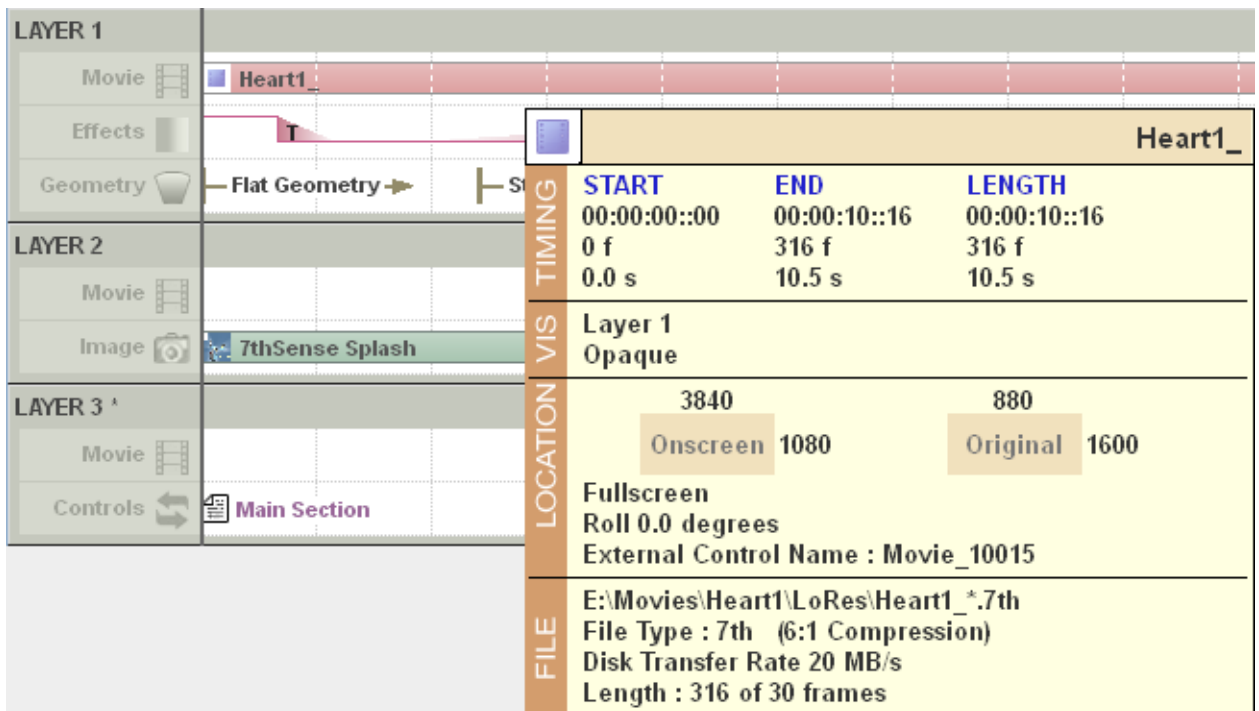 LAYER 1
Movie
Heart1_
Effects
T
Geometry
Flat Geometry
LAYER 2
Movie
Image
7thSense Splash
LAYER 3 *
Movie
Controls
Main Section
Heart1_
TIMING
START END LENGTH
00:00:00::00 00:00:10::16 00:00:10::16
0 f 316 f 316 f
0.0 s 10.5 s 10.5 s
VIS
Layer 1
Opaque
LOCATION
3840 880
Onscreen 1080 Original 1600
Fullscreen
Roll 0.0 degrees
External Control Name : Movie_10015
FILE
E:\Movies\Heart1\LoRes\Heart1_*.7th
File Type : 7th (6:1 Compression)
Disk Transfer Rate 20 MB/s
Length : 316 of 30 frames